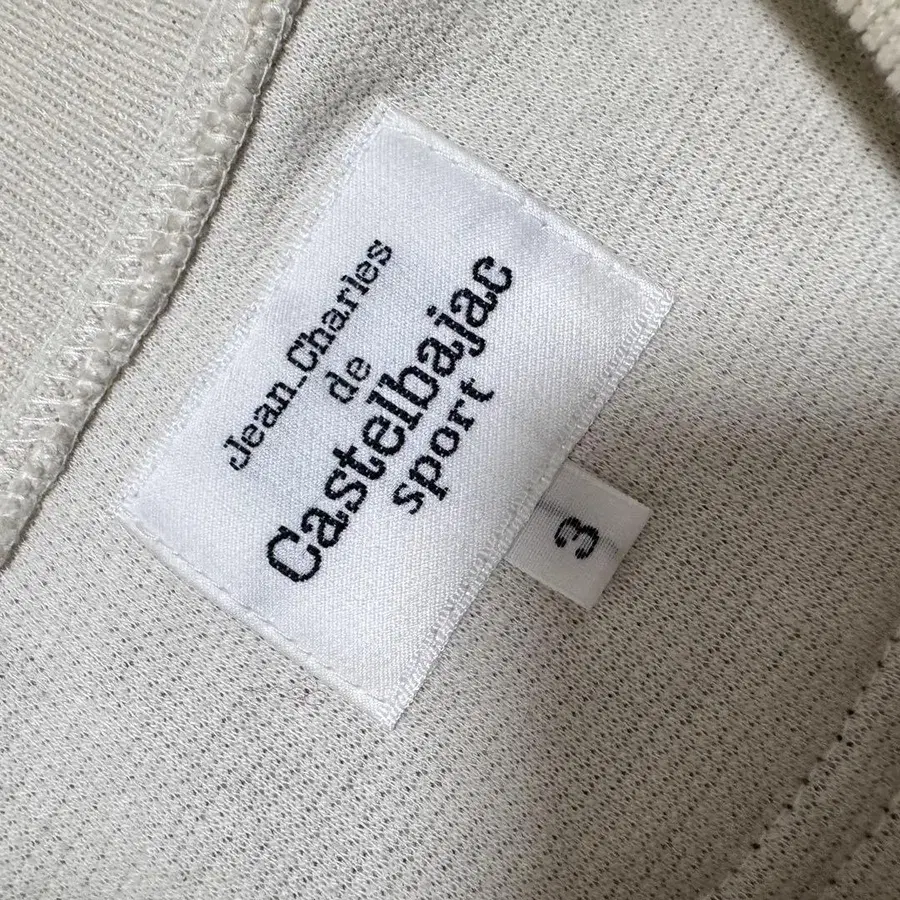 Jean_Charles
de
Castelbajac
sport
3